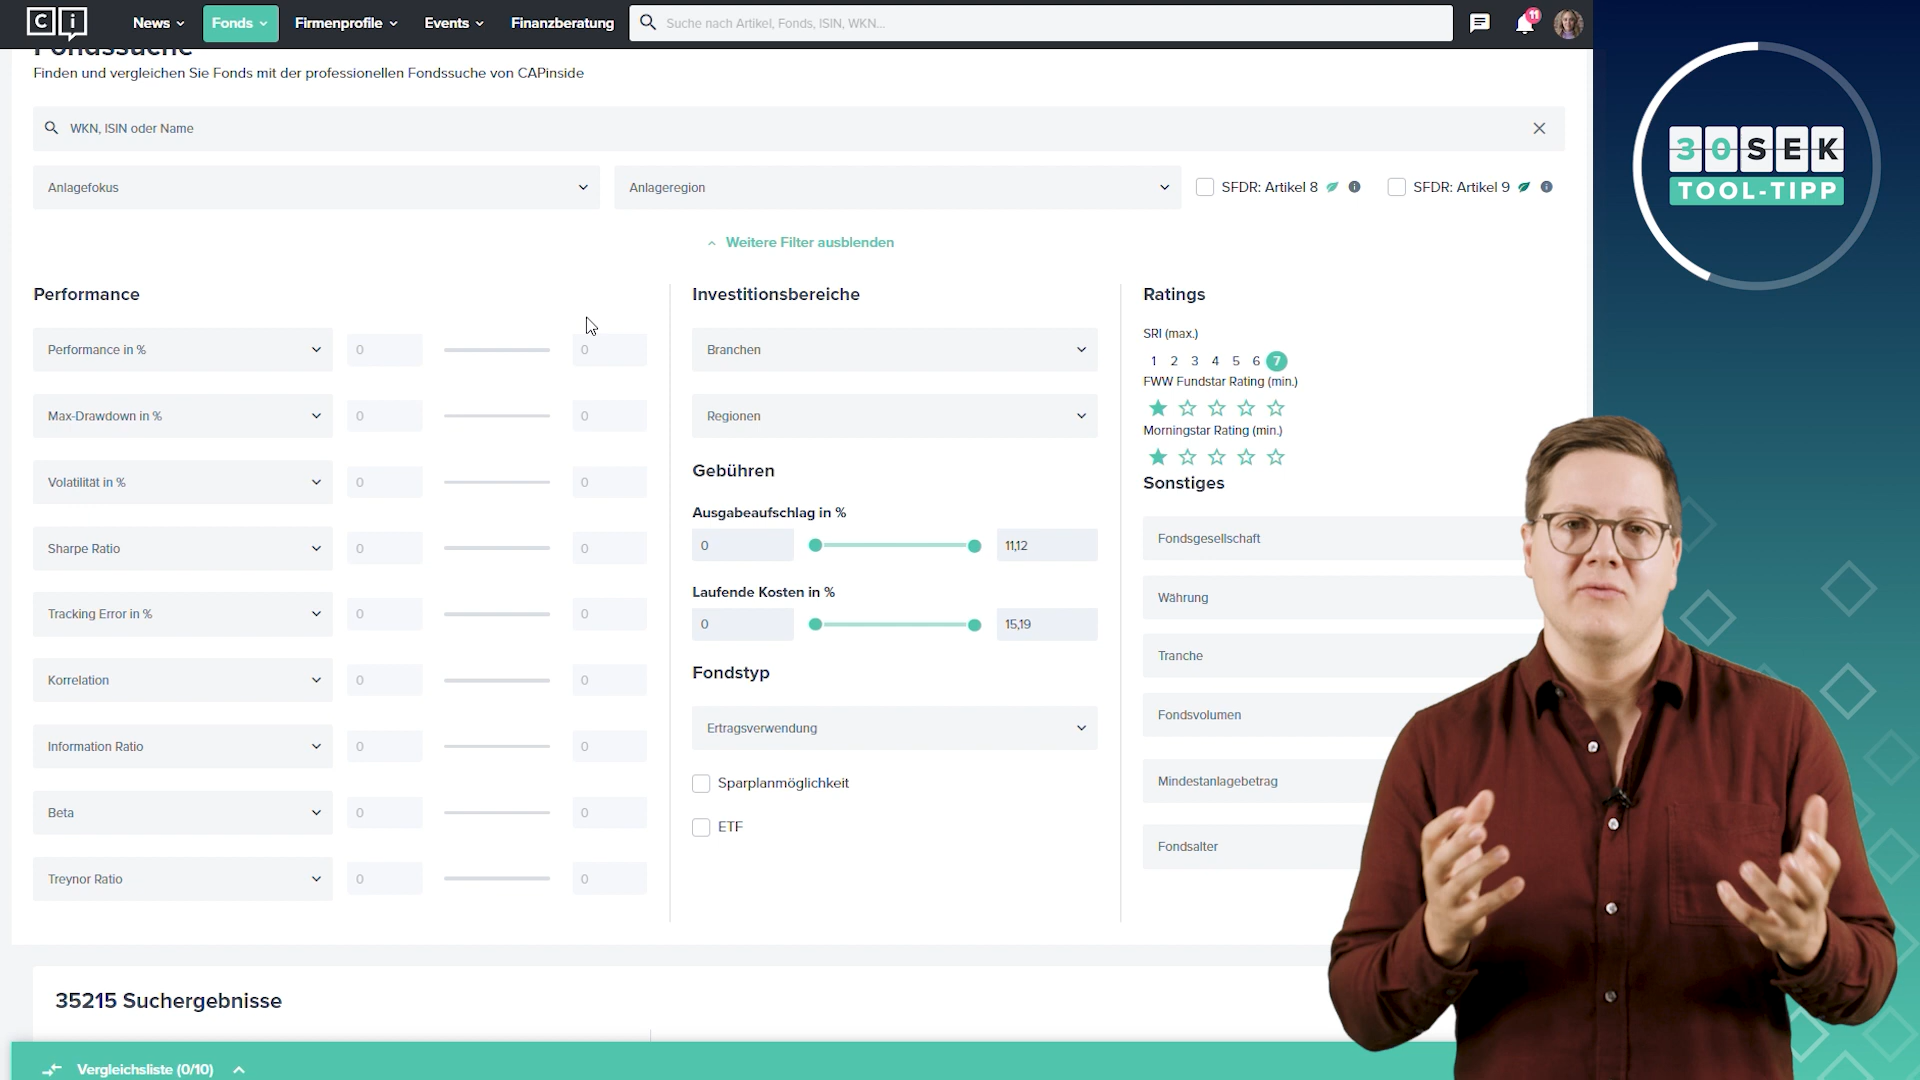 Ci
News
Fonds
Firmenprofile
Events
Finanzberatung
Suche nach Artikel, Fonds, ISIN, WKN...
11
Fondssuche
Finden und vergleichen Sie Fonds mit der professionellen Fondssuche von CAPinside
WKN, ISIN oder Name
Anlagefokus
Anlageregion
SFDR: Artikel 8
SFDR: Artikel 9
Weitere Filter ausblenden
Performance
Performance in %
0
0
Max-Drawdown in %
0
0
Volatilität in %
0
0
Sharpe Ratio
0
0
Tracking Error in %
0
0
Korrelation
0
0
Information Ratio
0
0
Beta
0
0
Treynor Ratio
0
0
Investitionsbereiche
Branchen
Regionen
Gebühren
Ausgabeaufschlag in %
0
11,12
Laufende Kosten in %
0
15,19
Fondstyp
Ertragsverwendung
Sparplanmöglichkeit
ETF
Ratings
SRI (max.)
1 2 3 4 5 6 7
FWW Fundstar Rating (min.)
Morningstar Rating (min.)
Sonstiges
Fondsgesellschaft
Währung
Tranche
Fondsvolumen
Mindestanlagebetrag
Fondsalter
35215 Suchergebnisse
Vergleichsliste (0/10)
30SEK
TOOL-TIPP